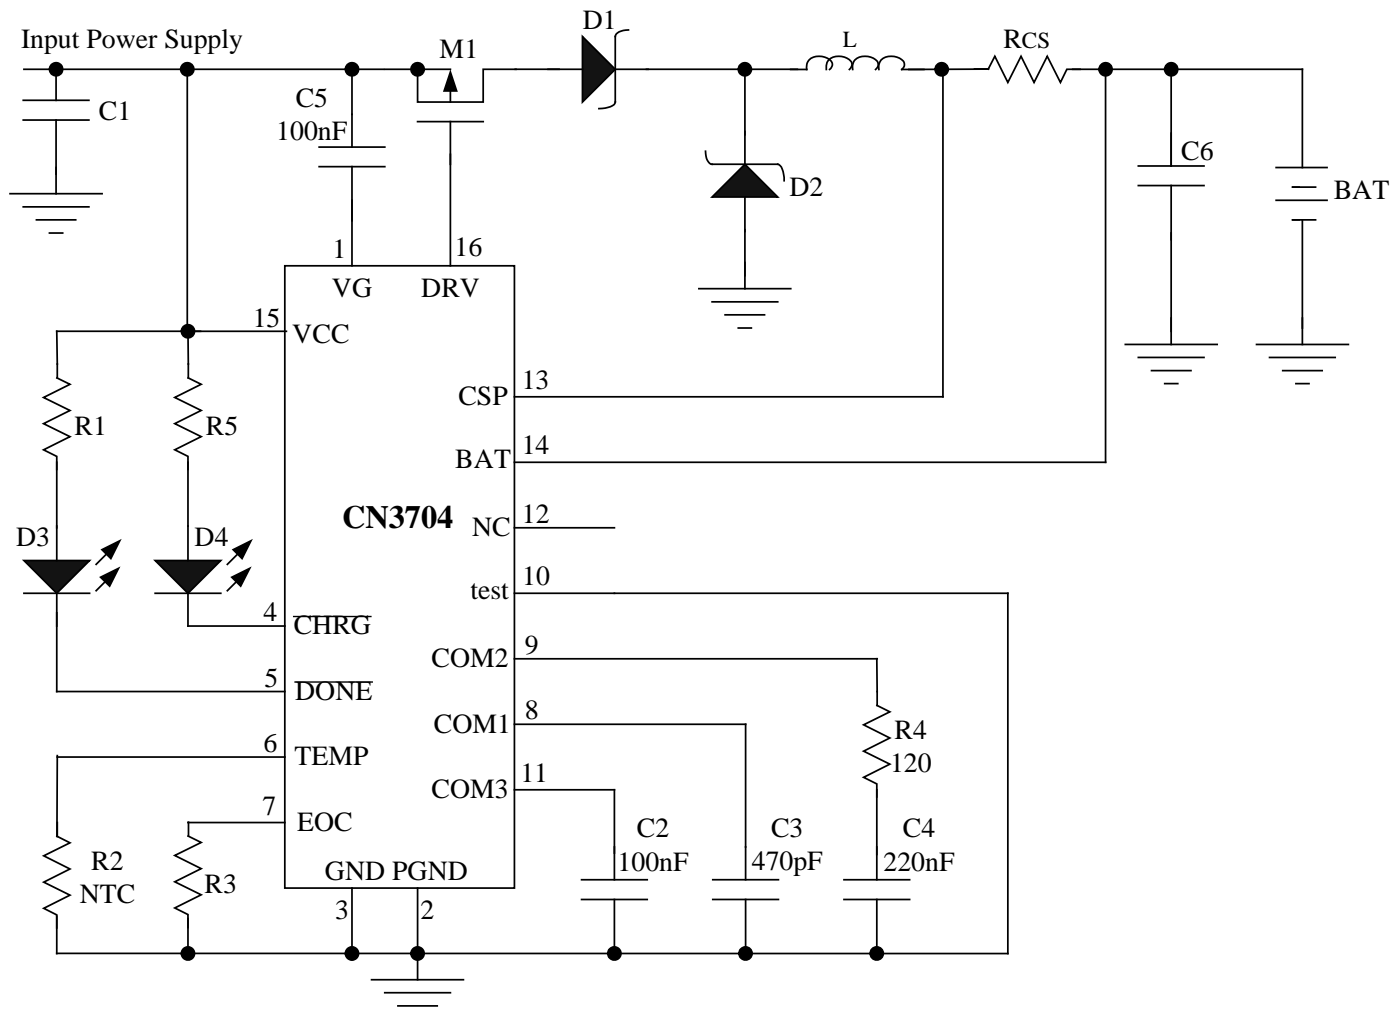 D1
Input Power Supply
M1
L
RCS
C5
100nF
C1
C6
D2
BAT
1
16
VG
DRV
15
VCC
13
CSP
R1
R5
14
BAT
CN3704
12
NC
D3
D4
10
test
4
CHRG
9
COM2
5
DONE
8
COM1
R4
120
6
TEMP
11
COM3
7
EOC
C2
100nF
C3
470pF
C4
220nF
R2
NTC
R3
GND PGND
3
2